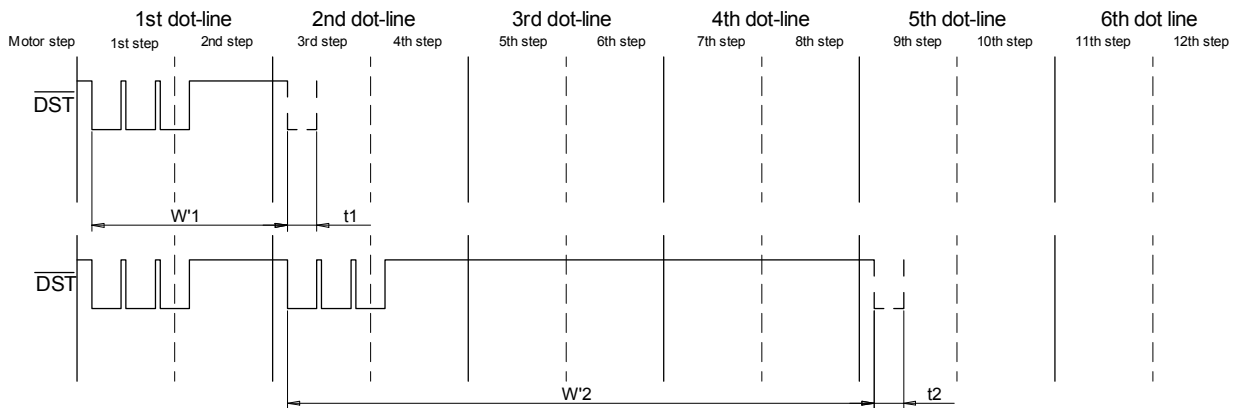 1st dot-line 2nd dot-line 3rd dot-line 4th dot-line 5th dot-line 6th dot line
Motor step 1st step 2nd step 3rd step 4th step 5th step 6th step 7th step 8th step 9th step 10th step 11th step 12th step
DST
W'1 t1
DST
W'2 t2